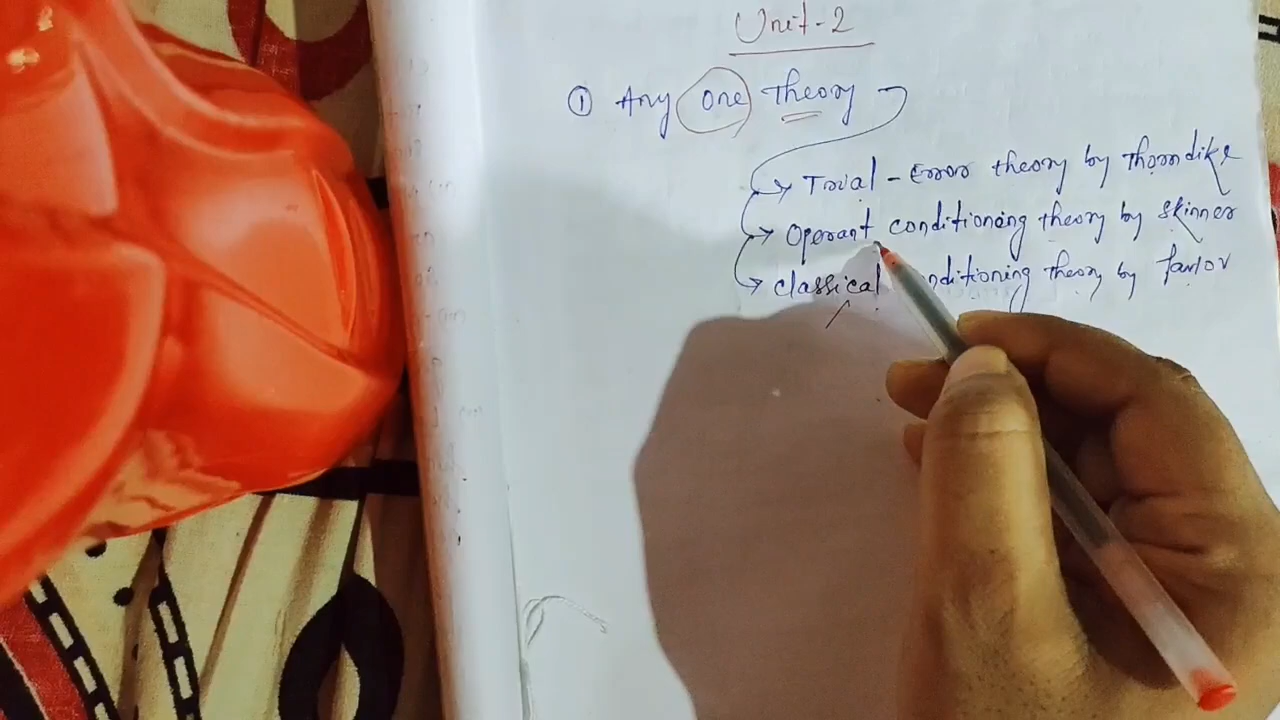 Unit-2
① Any One Theory
→ Trial - Error theory by Thorndike
→ Operant conditioning theory by Skinner
→ classical nditioning theory by Pavlov